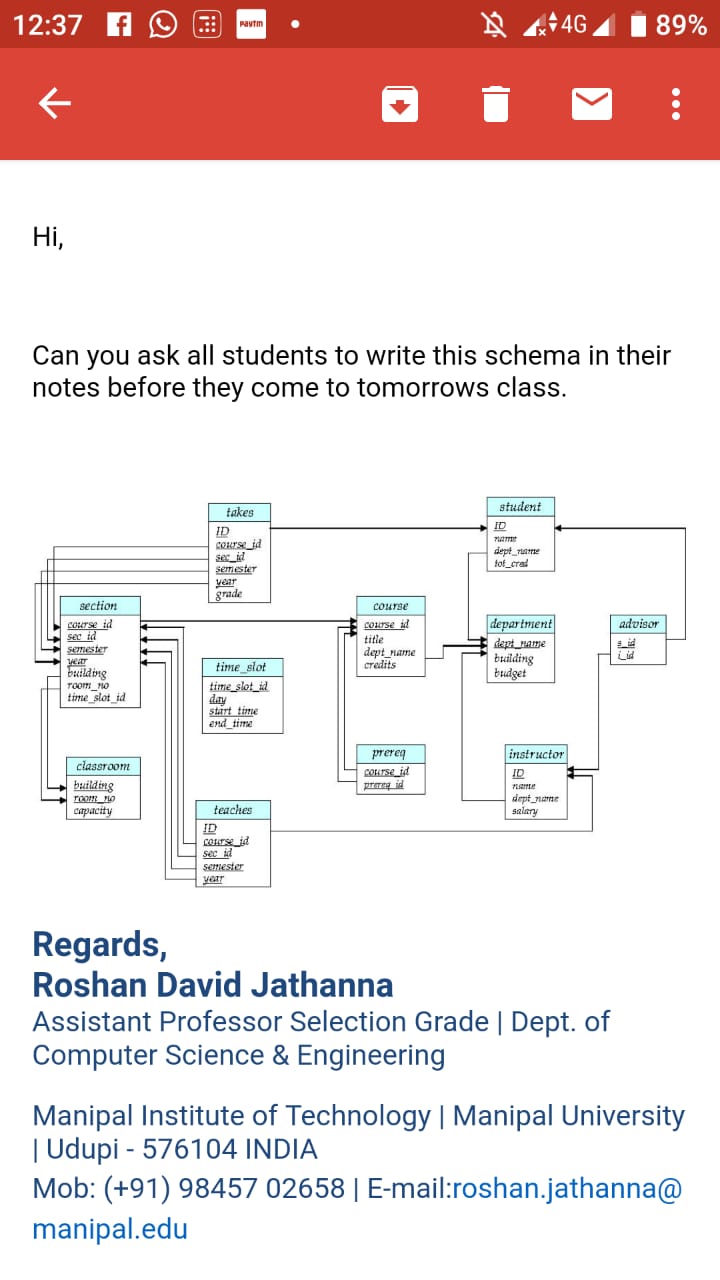 12:37
Paytm
4G
89%
Hi,
Can you ask all students to write this schema in their
notes before they come to tomorrows class.
takes
ID
course_id
sec_id
semester
year
grade
student
ID
name
dept_name
tot_cred
section
course_id
sec_id
semester
year
building
room_no
time_slot_id
course
course_id
title
dept_name
credits
department
dept_name
building
budget
advisor
s_id
i_id
time_slot
time_slot_id
day
start_time
end_time
classroom
building
room_no
capacity
prereq
course_id
prereq_id
instructor
ID
name
dept_name
salary
teaches
ID
course_id
sec_id
semester
year
Regards,
Roshan David Jathanna
Assistant Professor Selection Grade | Dept. of
Computer Science & Engineering
Manipal Institute of Technology | Manipal University
| Udupi - 576104 INDIA
Mob: (+91) 98457 02658 | E-mail:roshan.jathanna@
manipal.edu